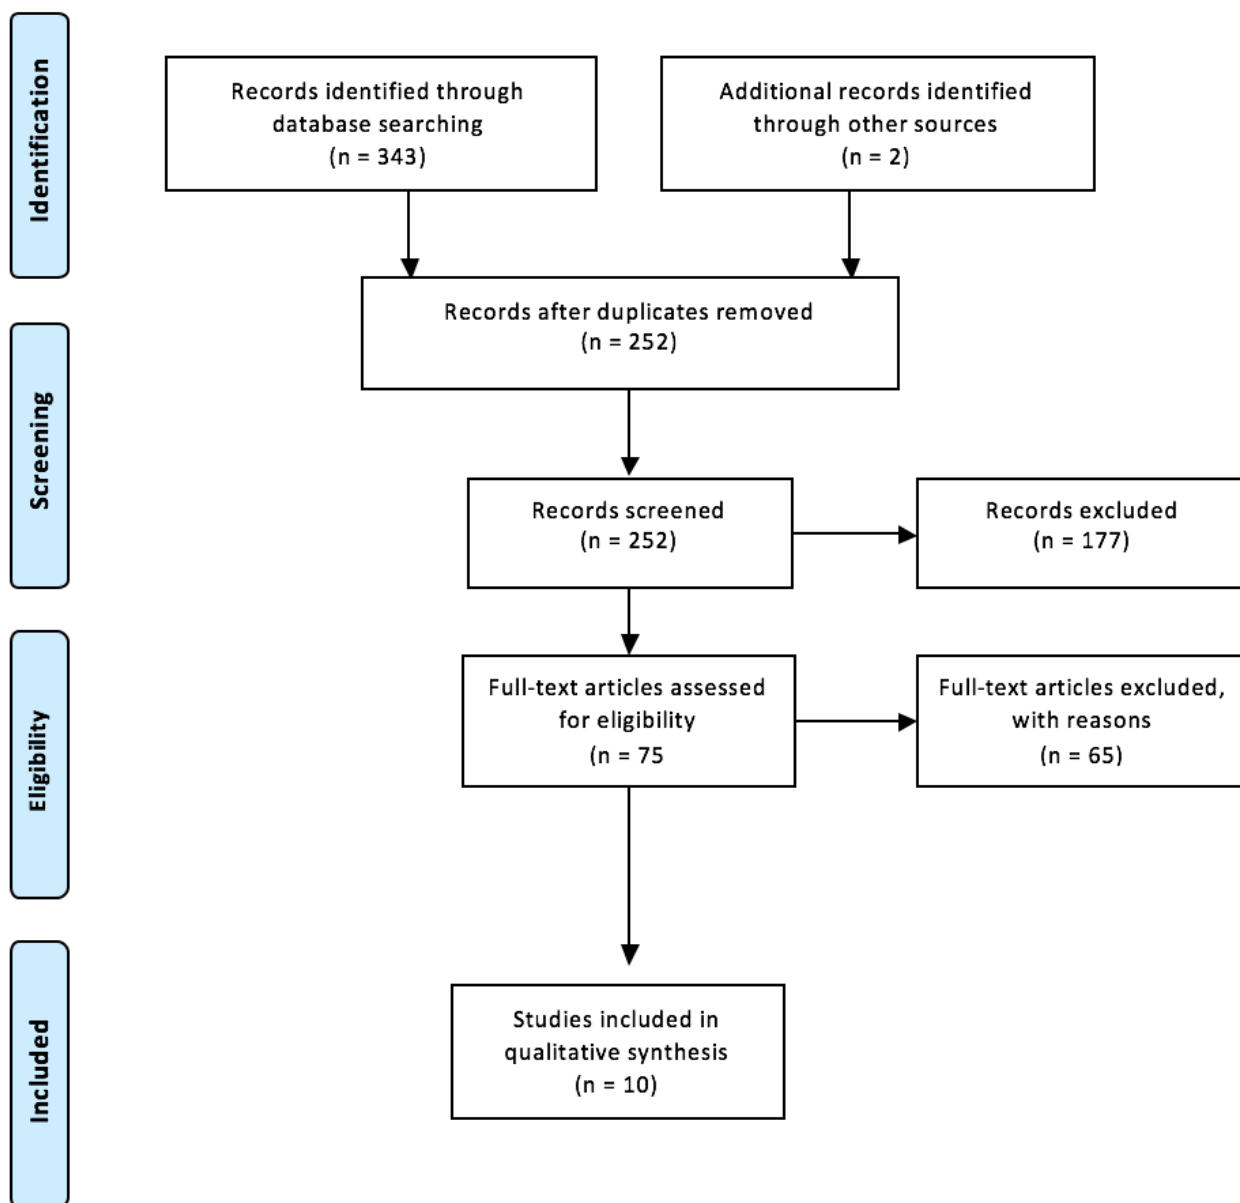 Identification
Records identified through
database searching
(n = 343)
Additional records identified
through other sources
(n = 2)
Records after duplicates removed
(n = 252)
Screening
Records screened
(n = 252)
Records excluded
(n = 177)
Eligibility
Full-text articles assessed
for eligibility
(n = 75
Full-text articles excluded,
with reasons
(n = 65)
Included
Studies included in
qualitative synthesis
(n = 10)